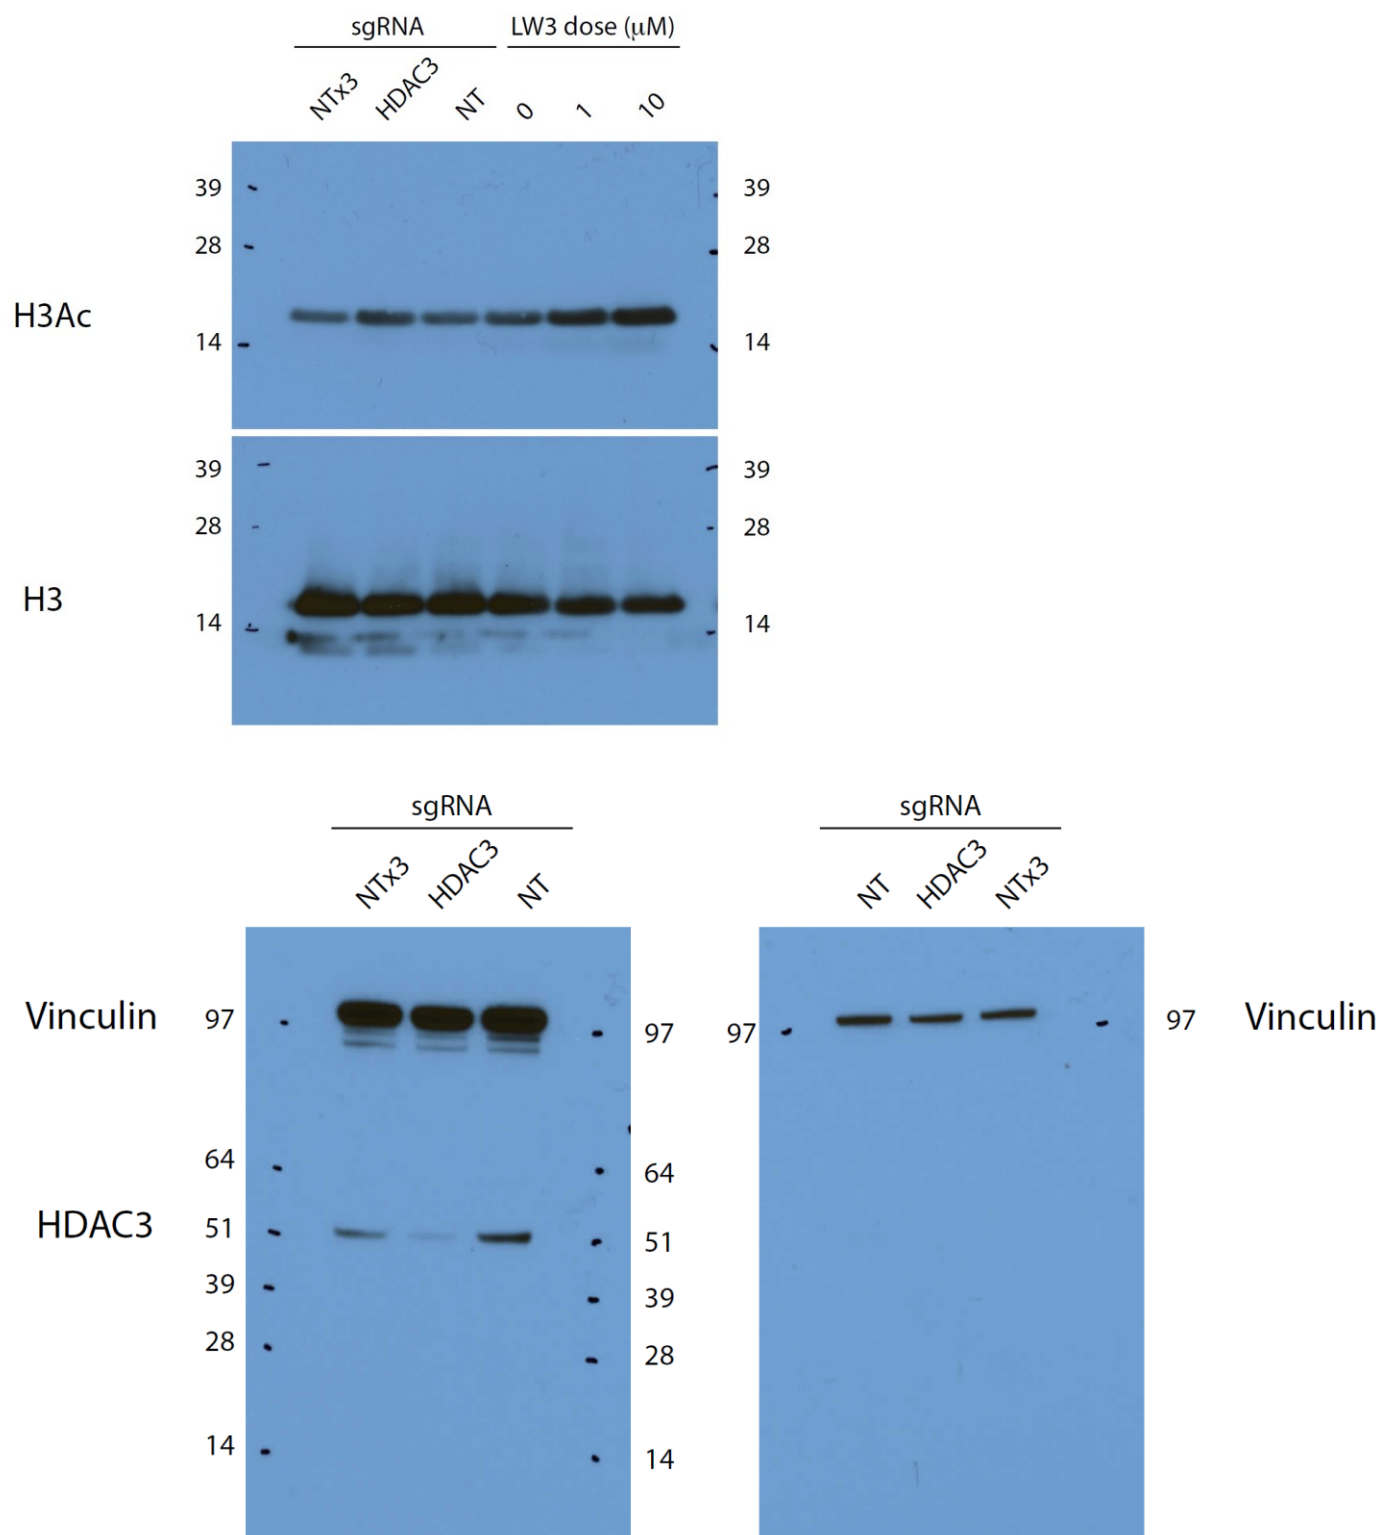 sgRNA LW3 dose (μM)
NTx3 HDAC3 NT 0 1 10
39 39
28 28
H3Ac
14 14
39 39
28 28
H3
14 14
sgRNA sgRNA
NTx3 HDAC3 NT NT HDAC3 NTx3
Vinculin 97 97 97 97 Vinculin
64 64
HDAC3 51 51
39 39
28 28
14 14